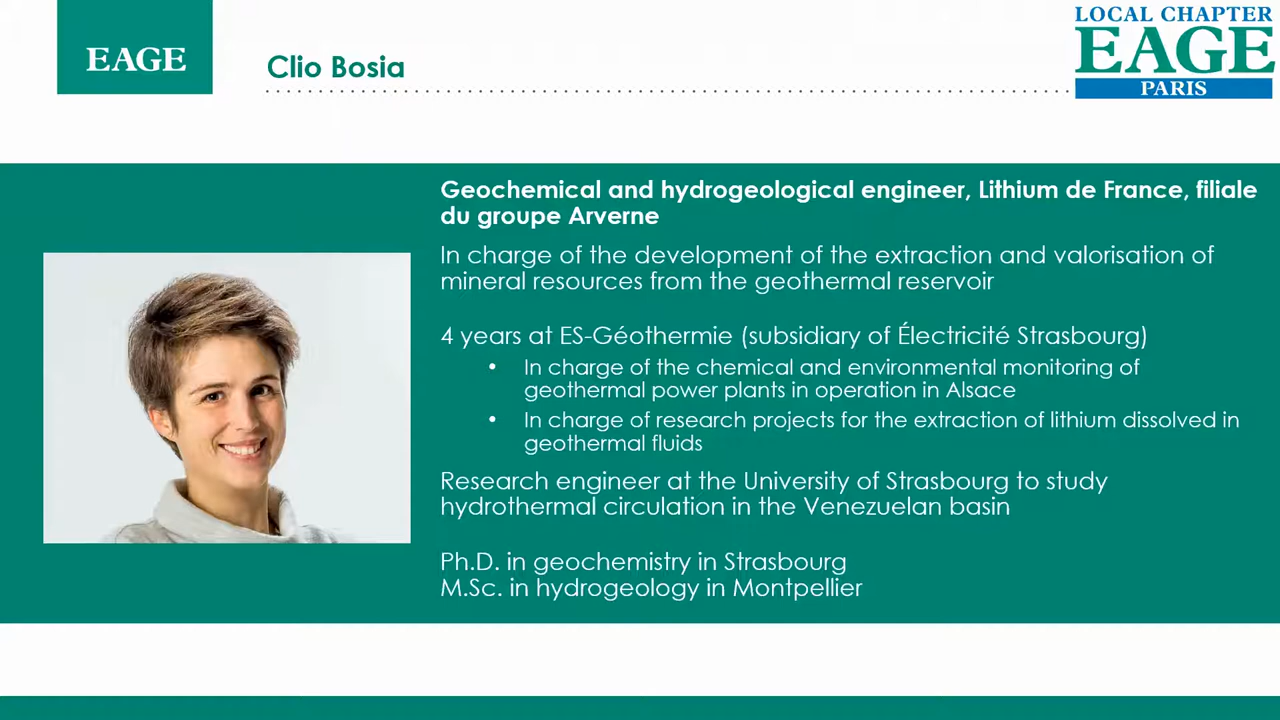 EAGE
Clio Bosia
LOCAL CHAPTER
EAGE
PARIS
Geochemical and hydrogeological engineer, Lithium de France, filiale
du groupe Arverne
In charge of the development of the extraction and valorisation of
mineral resources from the geothermal reservoir
4 years at ES-Géothermie (subsidiary of Électricité Strasbourg)
• In charge of the chemical and environmental monitoring of
geothermal power plants in operation in Alsace
• In charge of research projects for the extraction of lithium dissolved in
geothermal fluids
Research engineer at the University of Strasbourg to study
hydrothermal circulation in the Venezuelan basin
Ph.D. in geochemistry in Strasbourg
M.Sc. in hydrogeology in Montpellier